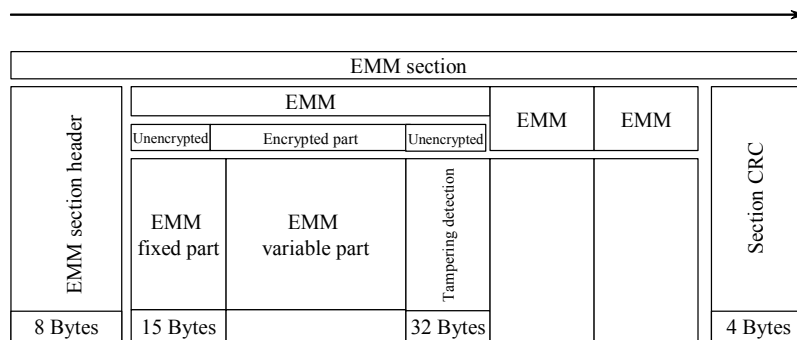 EMM section
EMM section header
EMM
EMM
EMM
Section CRC
Unencrypted
Encrypted part
Unencrypted
EMM
fixed part
EMM
variable part
Tampering detection
8 Bytes
15 Bytes
32 Bytes
4 Bytes